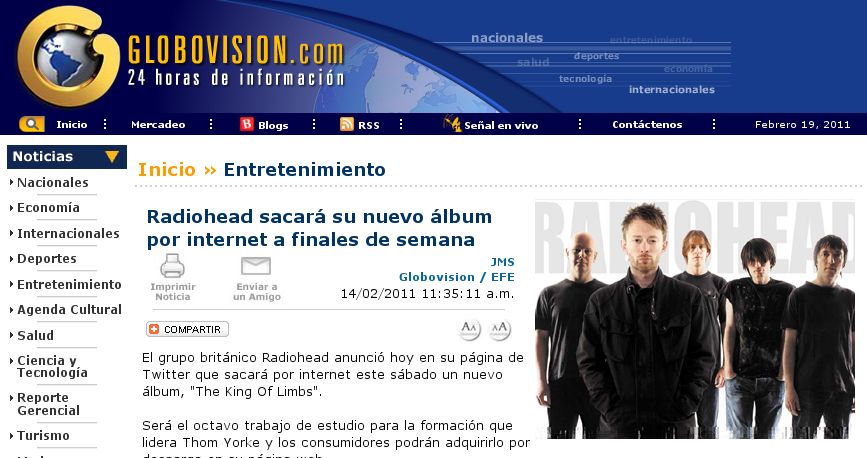 GLOBOVISION.com
24 horas de información
nacionales
entretenimiento
salud
deportes
economía
tecnología
internacionales
Inicio
Mercadeo
Blogs
RSS
Señal en vivo
Contáctenos
Febrero 19, 2011
Noticias
Nacionales
Economía
Internacionales
Deportes
Entretenimiento
Agenda Cultural
Salud
Ciencia y
Tecnología
Reporte
Gerencial
Turismo
Inicio » Entretenimiento
Radiohead sacará su nuevo álbum
por internet a finales de semana
Imprimir
Noticia
Enviar a
un Amigo
JMS
Globovision / EFE
14/02/2011 11:35:11 a.m.
COMPARTIR
AA
AA
El grupo británico Radiohead anunció hoy en su página de
Twitter que sacará por internet este sábado un nuevo
álbum, "The King Of Limbs".
Será el octavo trabajo de estudio para la formación que
lidera Thom Yorke y los consumidores podrán adquirirlo por
descarga en su página web
RADIOHEAD